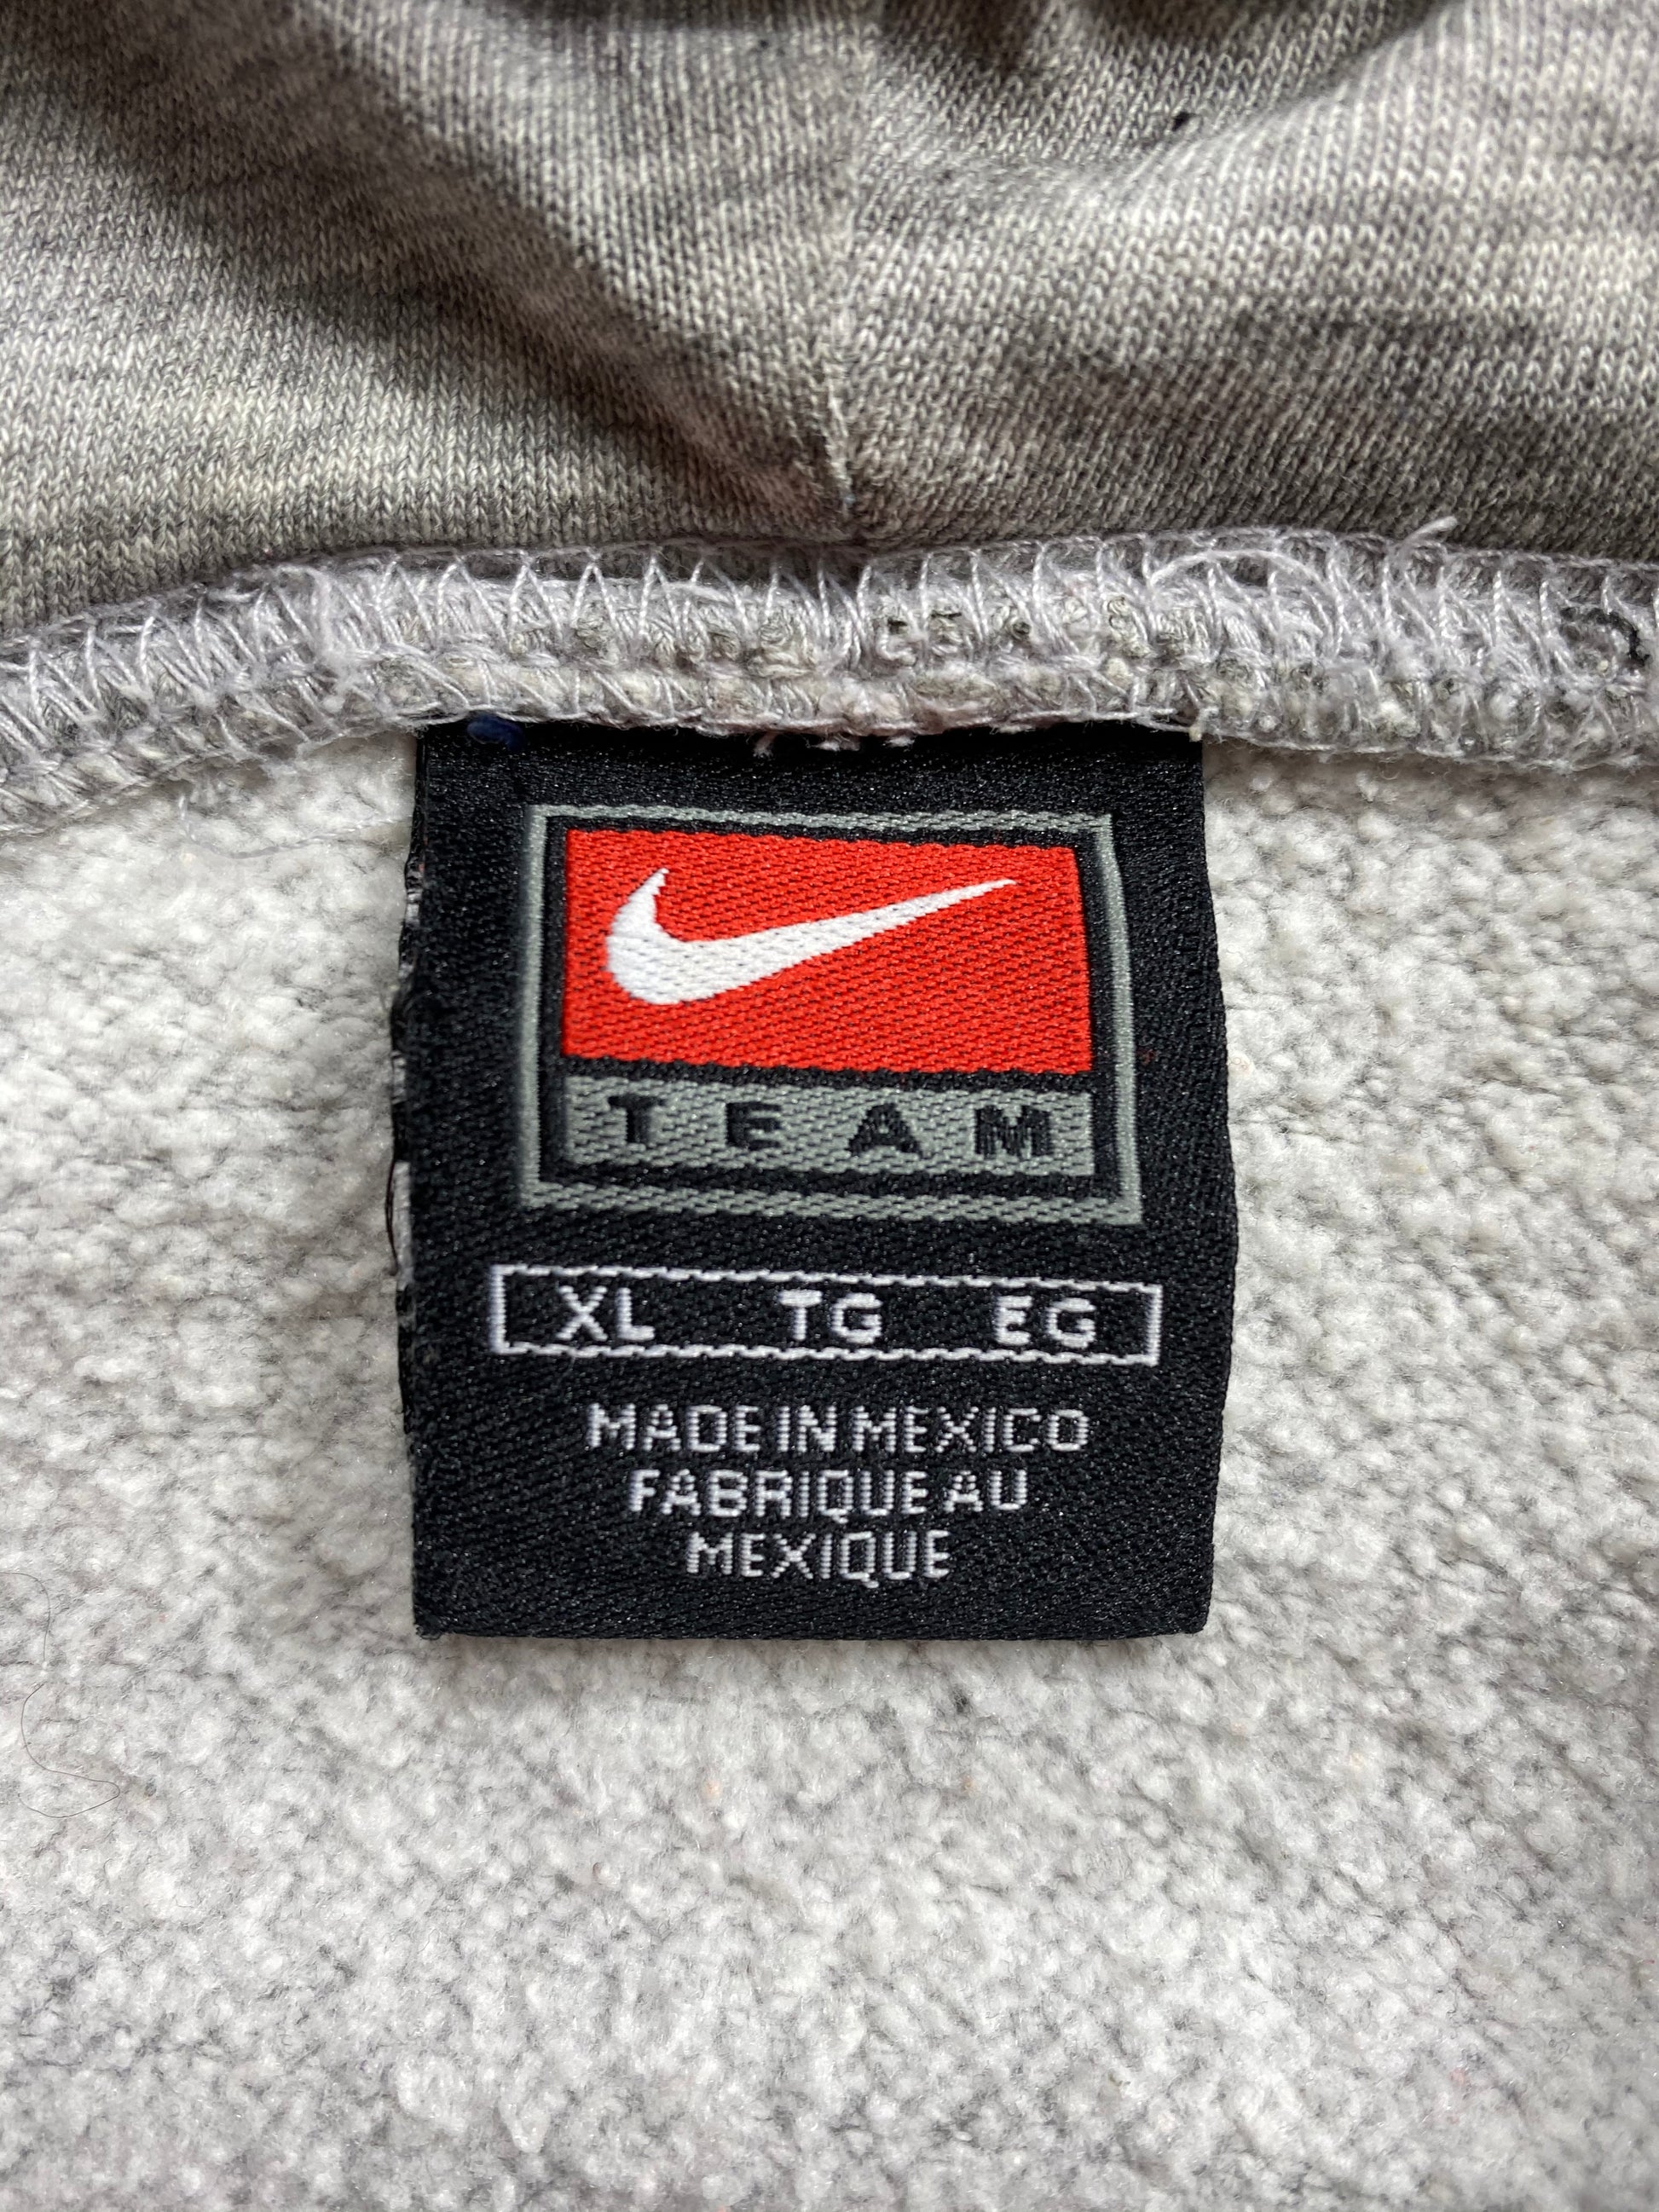 TEAM
XL TG EG
MADE IN MEXICO
FABRIQUE AU
MEXIQUE